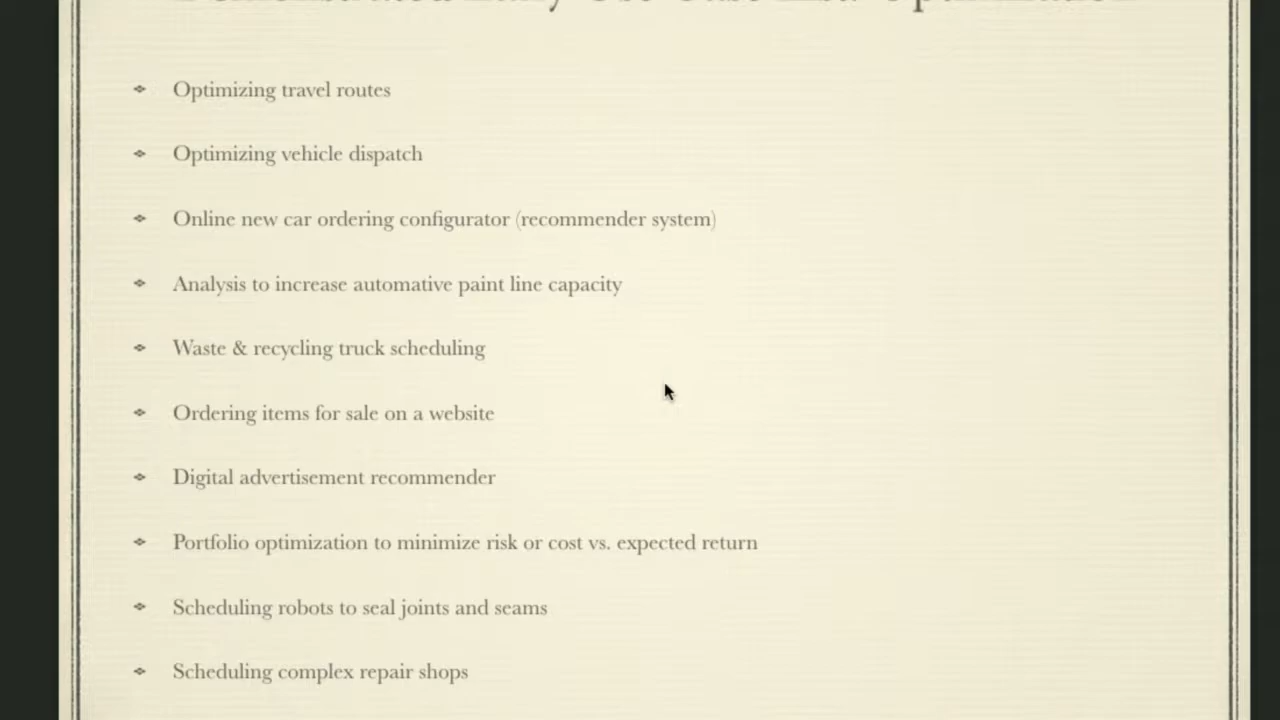 Optimizing travel routes
Optimizing vehicle dispatch
Online new car ordering configurator (recommender system)
Analysis to increase automative paint line capacity
Waste & recycling truck scheduling
Ordering items for sale on a website
Digital advertisement recommender
Portfolio optimization to minimize risk or cost vs. expected return
Scheduling robots to seal joints and seams
Scheduling complex repair shops